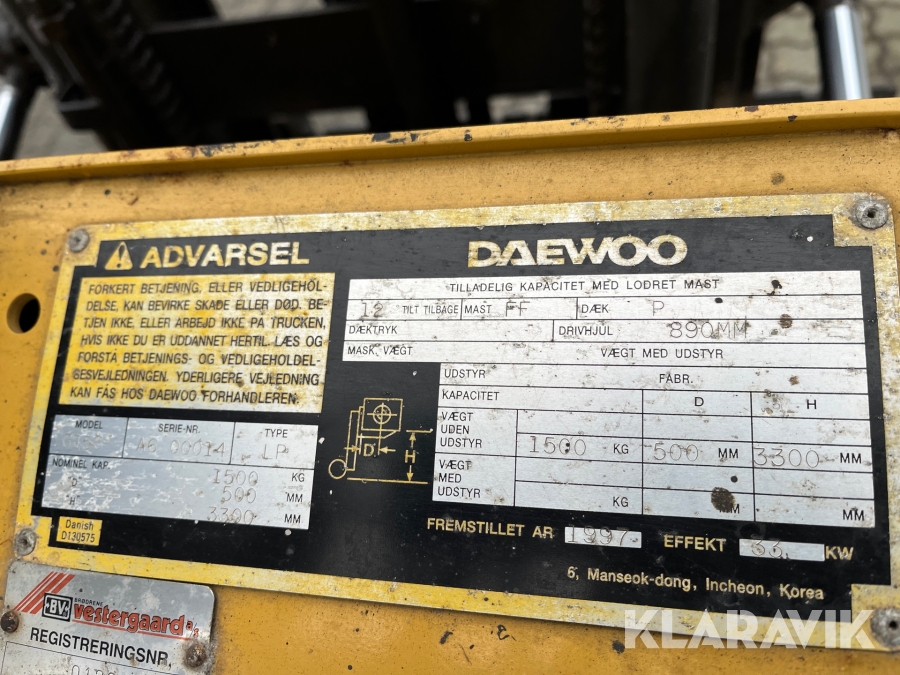 ADVARSEL
FORKERT BETJENING, ELLER VEDLIGEHOL-
DELSE, KAN BEVIRKE SKADE ELLER DØD. BE-
TJEN IKKE, ELLER ARBEJD IKKE PÅ TRUCKEN,
HVIS IKKE DU ER UDDANNET HERTIL. LÆS OG
FORSTÅ BETJENINGS- OG VEDLIGEHOLDEL-
SESVEJLEDNINGEN. YDERLIGERE VEJLEDNING
KAN FÅS HOS DAEWOO FORHANDLEREN.
MODEL SERIE-NR. TYPE
LP
NOMINEL KAP. 1500 KG
D 500 MM
H 3300 MM
Danish
D130575
DAEWOO
TILLADELIG KAPACITET MED LODRET MAST
12 TILT TILBAGE MAST FF DÆK P
DÆKTRYK DRIVHJUL 890MM
MASK. VÆGT VÆGT MED UDSTYR
UDSTYR FABR.
KAPACITET D H
VÆGT UDEN UDSTYR 1500 KG 500 MM 3300 MM
VÆGT MED UDSTYR KG MM MM
D H
FREMSTILLET AR 1997 EFFEKT 33 KW
6, Manseok-dong, Incheon, Korea
BRØDRENE
BV vestergaard a/s
REGISTRERINGSNR.
KLARAVIK